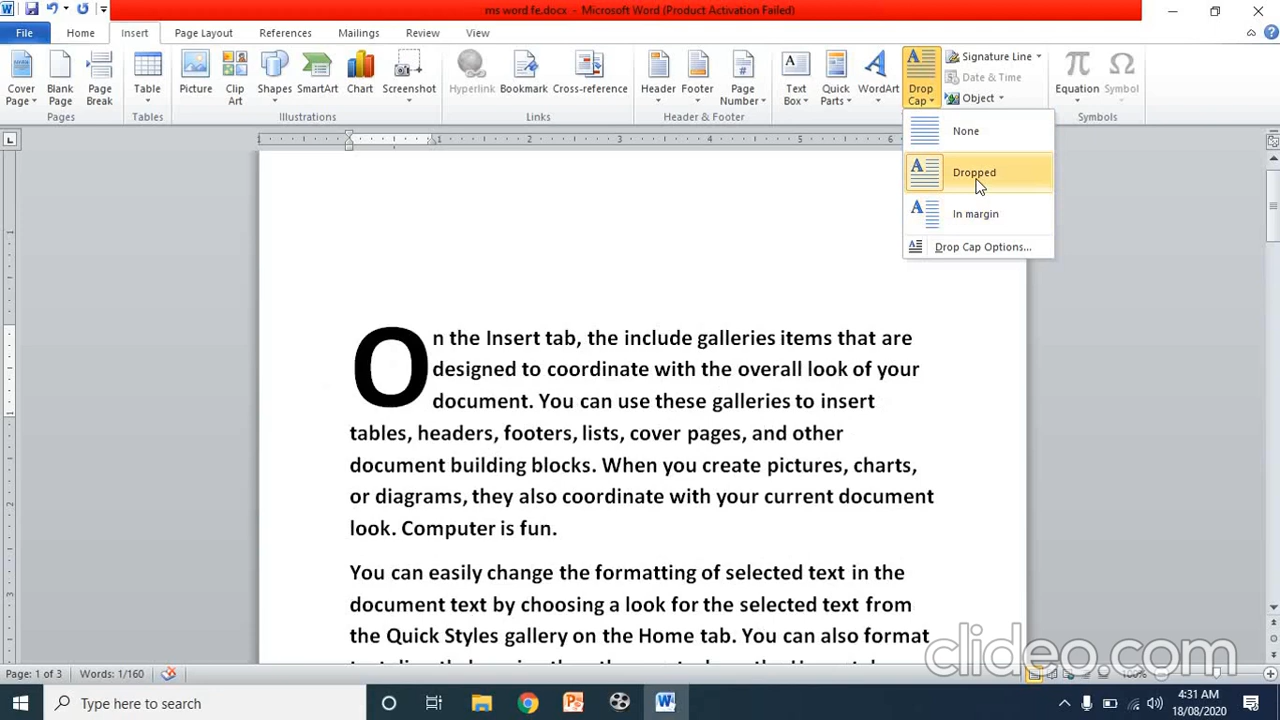 ms word fe.docx - Microsoft Word (Product Activation Failed)
File Home Insert Page Layout References Mailings Review View
Cover Page
Blank Page
Page Break
Table
Picture
Clip Art
Shapes
SmartArt
Chart
Screenshot
Hyperlink
Bookmark
Cross-reference
Header
Footer
Page Number
Text Box
Quick Parts
WordArt
Drop Cap
Signature Line
Date & Time
Object
Equation
Symbol
Pages
Tables
Illustrations
Links
Header & Footer
Symbols
None
Dropped
In margin
Drop Cap Options...
On the Insert tab, the include galleries items that are
designed to coordinate with the overall look of your
document. You can use these galleries to insert
tables, headers, footers, lists, cover pages, and other
document building blocks. When you create pictures, charts,
or diagrams, they also coordinate with your current document
look. Computer is fun.
You can easily change the formatting of selected text in the
document text by choosing a look for the selected text from
the Quick Styles gallery on the Home tab. You can also format
clideo.com
Page: 1 of 3 Words: 1/160 100%
Type here to search
4:31 AM
18/08/2020